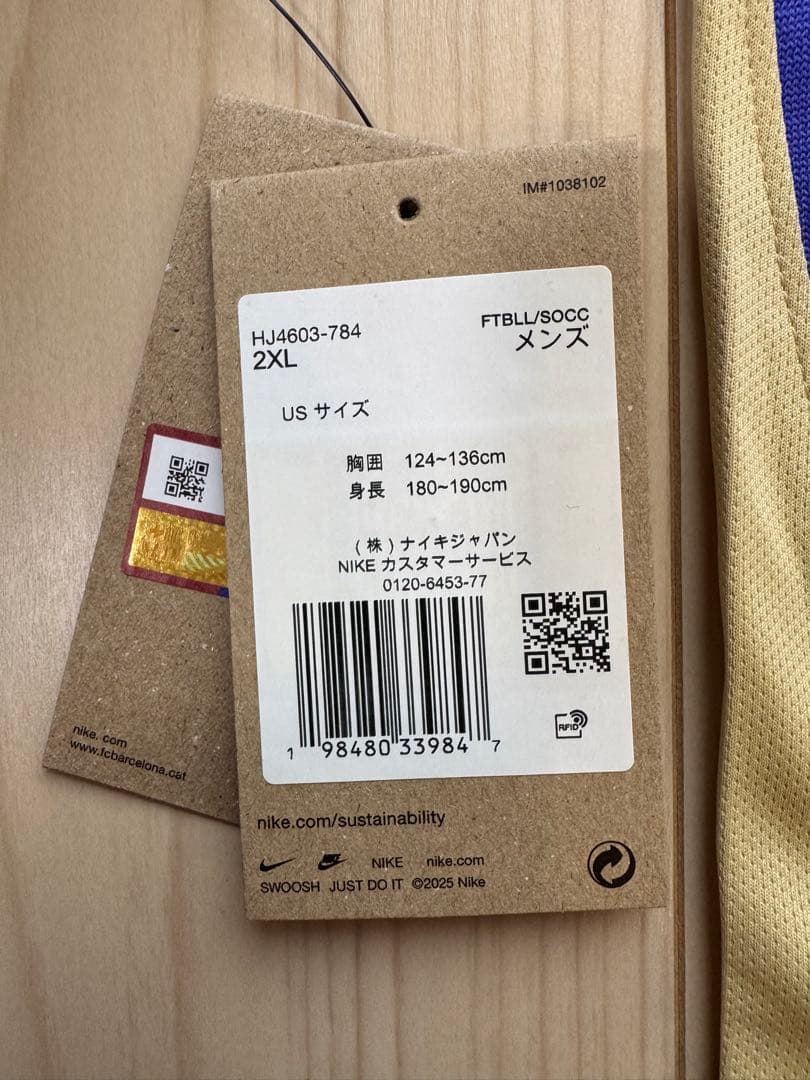 IM#1038102
HJ4603-784
FTBLL/SOCC
2XL
メンズ
US サイズ
胸囲 124~136cm
身長 180~190cm
(株)ナイキジャパン
NIKE カスタマーサービス
0120-6453-77
1 98480 33984 7
RFID
nike.com/sustainability
NIKE nike.com
SWOOSH JUST DO IT ©2025 Nike
nike. com
www.fcbarcelona.cat